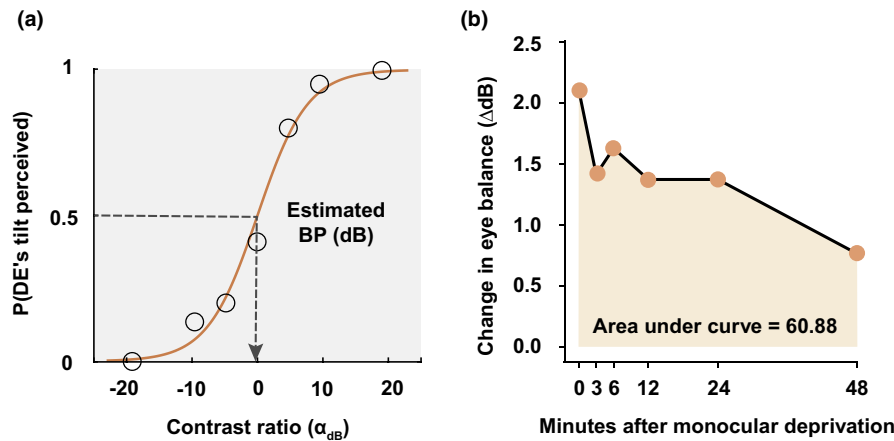 (a)
P(DE's tilt perceived)
1
0.5
0
Estimated
BP (dB)
-20 -10 0 10 20
Contrast ratio (αdB)
(b)
Change in eye balance (ΔdB)
2.5
2.0
1.5
1.0
0.5
0.0
Area under curve = 60.88
0 3 6 12 24 48
Minutes after monocular deprivation